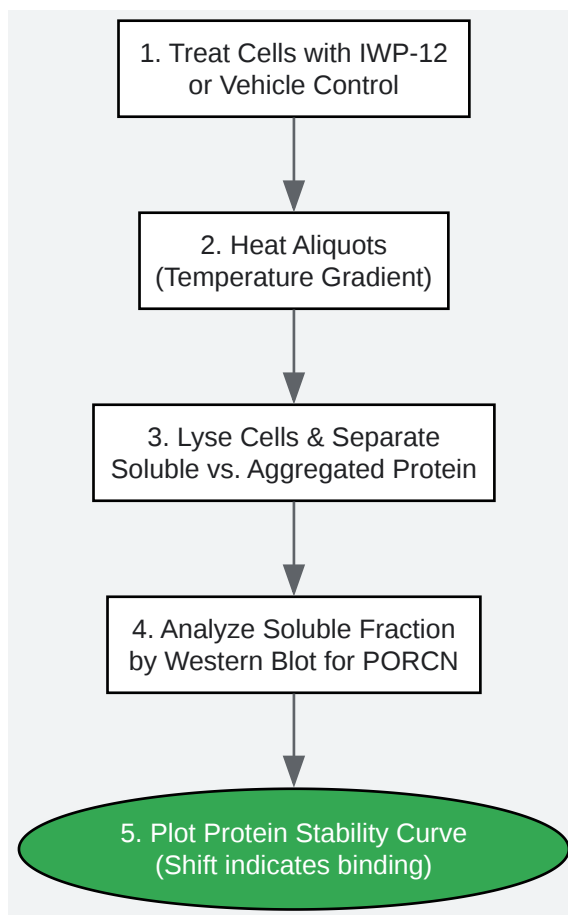 1. Treat Cells with IWP-12
or Vehicle Control
2. Heat Aliquots
(Temperature Gradient)
3. Lyse Cells & Separate
Soluble vs. Aggregated Protein
4. Analyze Soluble Fraction
by Western Blot for PORCN
5. Plot Protein Stability Curve
(Shift indicates binding)